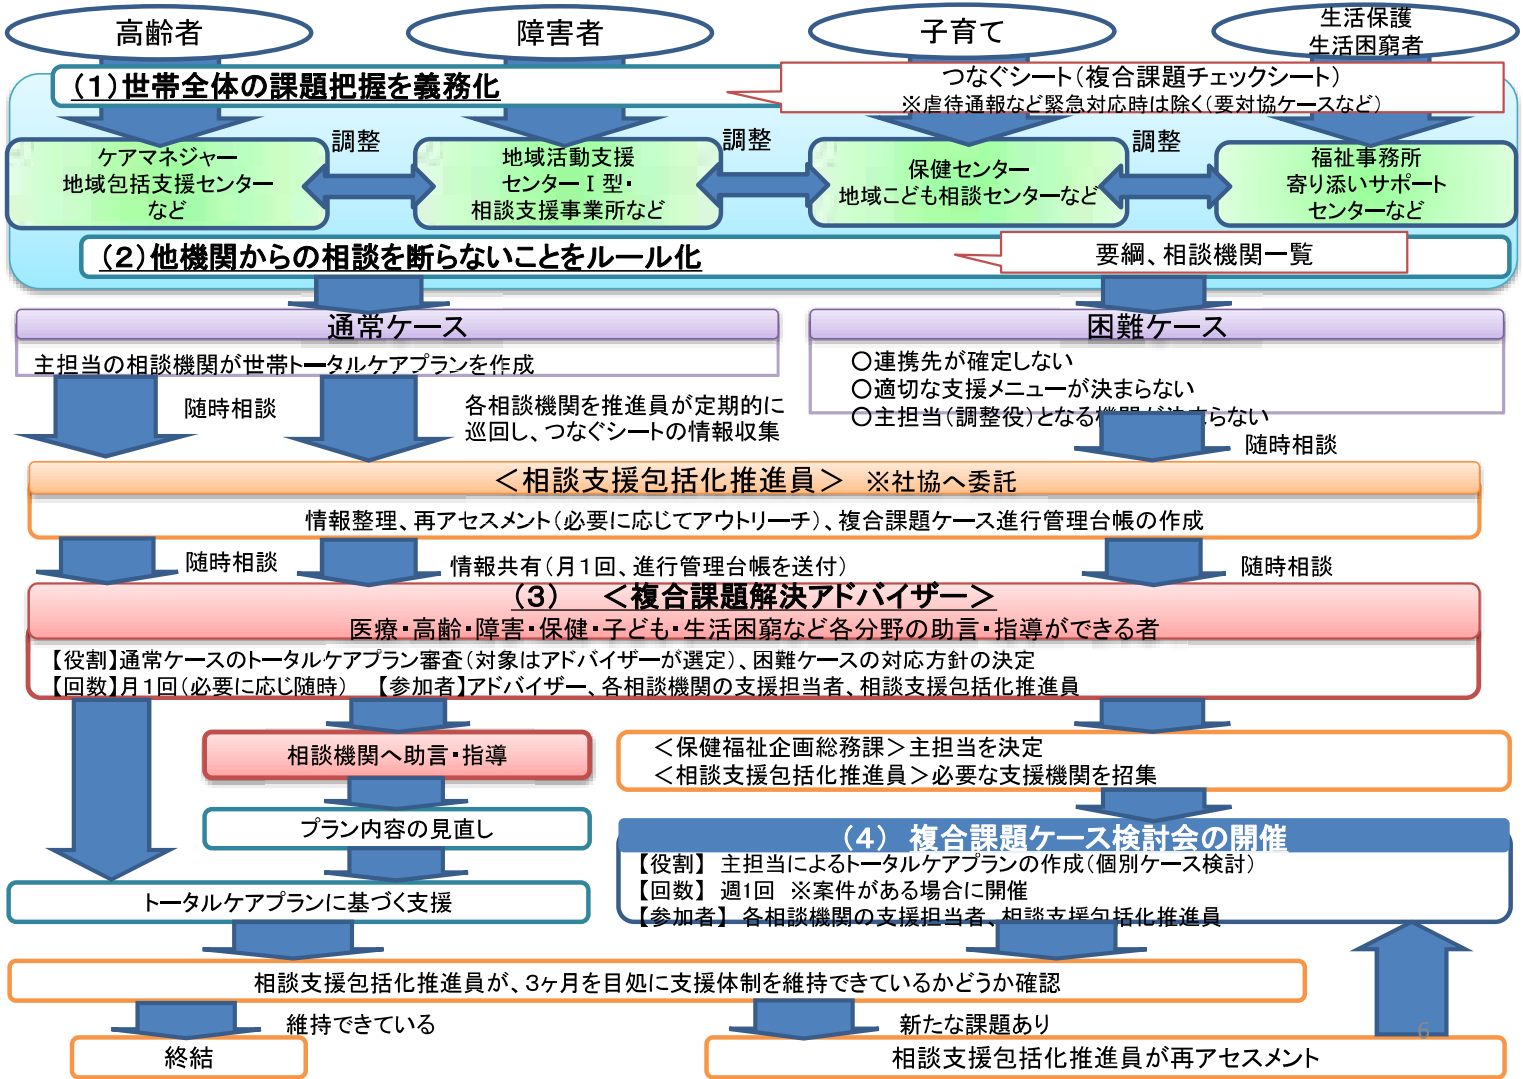 高齢者
障害者
子育て
生活保護
生活困窮者
(1)世帯全体の課題把握を義務化
つなぐシート(複合課題チェックシート)
※虐待通報など緊急対応時は除く(要対協ケースなど)
ケアマネジャー
地域包括支援センター
など
調整
地域活動支援
センターⅠ型・
相談支援事業所など
調整
保健センター
地域こども相談センターなど
調整
福祉事務所
寄り添いサポート
センターなど
(2)他機関からの相談を断らないことをルール化
要綱、相談機関一覧
通常ケース
主担当の相談機関が世帯トータルケアプランを作成
困難ケース
○連携先が確定しない
○適切な支援メニューが決まらない
○主担当(調整役)となる機関が決まらない
随時相談
各相談機関を推進員が定期的に
巡回し、つなぐシートの情報収集
随時相談
<相談支援包括化推進員> ※社協へ委託
情報整理、再アセスメント(必要に応じてアウトリーチ)、複合課題ケース進行管理台帳の作成
随時相談
情報共有(月1回、進行管理台帳を送付)
随時相談
(3) <複合課題解決アドバイザー>
医療・高齢・障害・保健・子ども・生活困窮など各分野の助言・指導ができる者
【役割】通常ケースのトータルケアプラン審査(対象はアドバイザーが選定)、困難ケースの対応方針の決定
【回数】月1回(必要に応じ随時) 【参加者】アドバイザー、各相談機関の支援担当者、相談支援包括化推進員
相談機関へ助言・指導
プラン内容の見直し
トータルケアプランに基づく支援
<保健福祉企画総務課>主担当を決定
<相談支援包括化推進員>必要な支援機関を招集
(4) 複合課題ケース検討会の開催
【役割】 主担当によるトータルケアプランの作成(個別ケース検討)
【回数】 週1回 ※案件がある場合に開催
【参加者】 各相談機関の支援担当者、相談支援包括化推進員
相談支援包括化推進員が、3ヶ月を目処に支援体制を維持できているかどうか確認
維持できている
新たな課題あり
終結
相談支援包括化推進員が再アセスメント
6